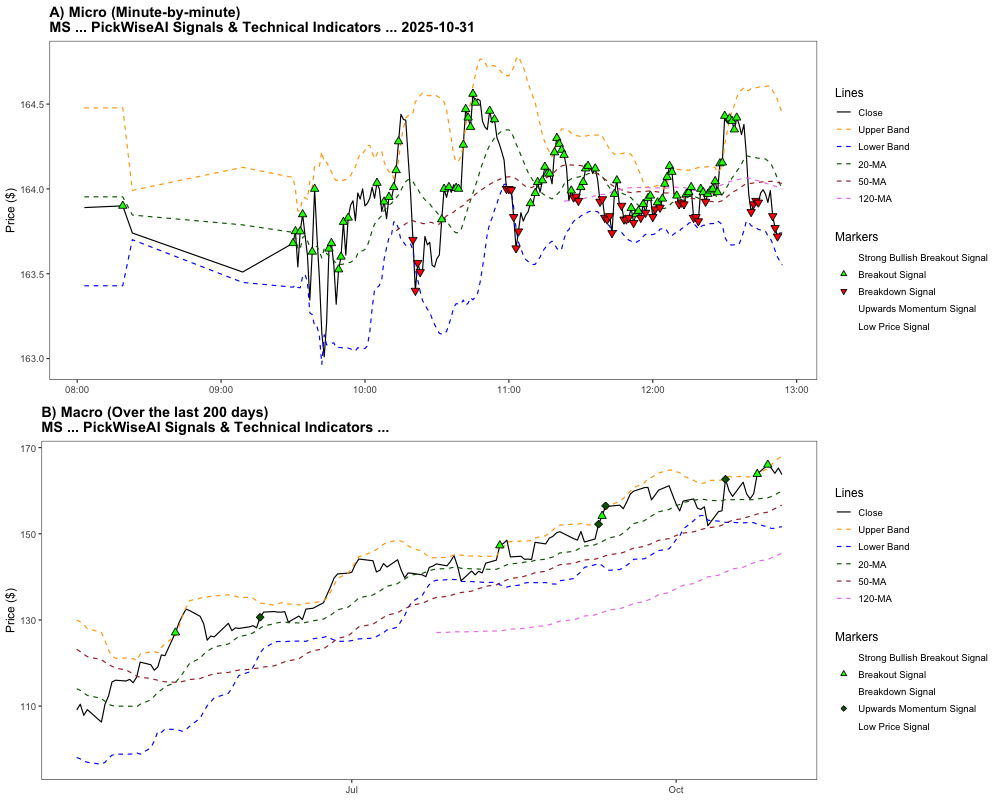 A) Micro (Minute-by-minute)
MS ... PickWiseAI Signals & Technical Indicators ... 2025-10-31
Price ($)
164.5
164.0
163.5
163.0
08:00 09:00 10:00 11:00 12:00 13:00
Lines
Close
Upper Band
Lower Band
20-MA
50-MA
120-MA
Markers
Strong Bullish Breakout Signal
Breakout Signal
Breakdown Signal
Upwards Momentum Signal
Low Price Signal
B) Macro (Over the last 200 days)
MS ... PickWiseAI Signals & Technical Indicators ...
Price ($)
170
150
130
110
Jul Oct
Lines
Close
Upper Band
Lower Band
20-MA
50-MA
120-MA
Markers
Strong Bullish Breakout Signal
Breakout Signal
Breakdown Signal
Upwards Momentum Signal
Low Price Signal